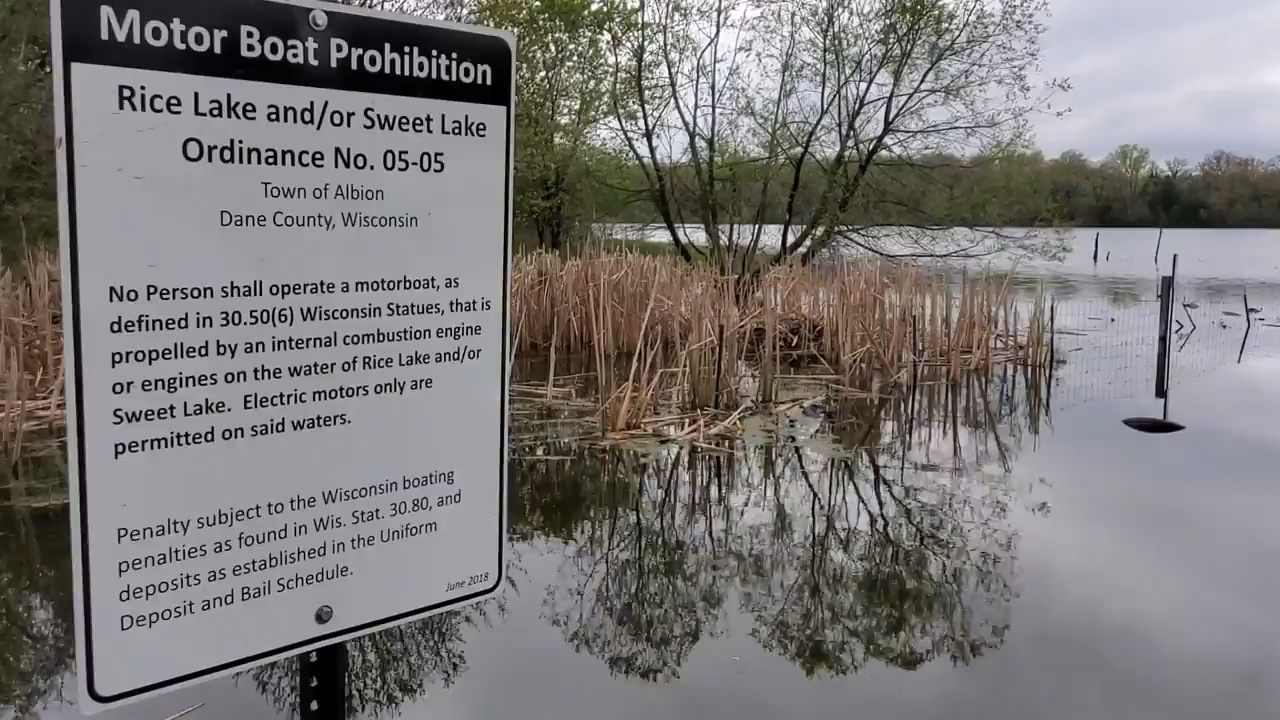 Motor Boat Prohibition
Rice Lake and/or Sweet Lake
Ordinance No. 05-05
Town of Albion
Dane County, Wisconsin
No Person shall operate a motorboat, as
defined in 30.50(6) Wisconsin Statues, that is
propelled by an internal combustion engine
or engines on the water of Rice Lake and/or
Sweet Lake. Electric motors only are
permitted on said waters.
Penalty subject to the Wisconsin boating
penalties as found in Wis. Stat. 30.80, and
deposits as established in the Uniform
Deposit and Bail Schedule.
June 2018